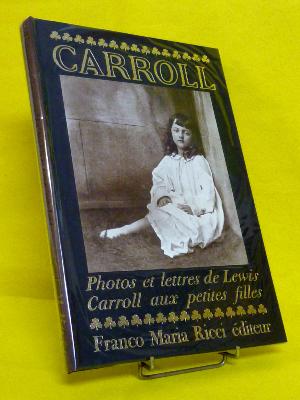 CARROLL
Photos et lettres de Lewis
Carroll aux petites filles
Franco Maria Ricci éditeur